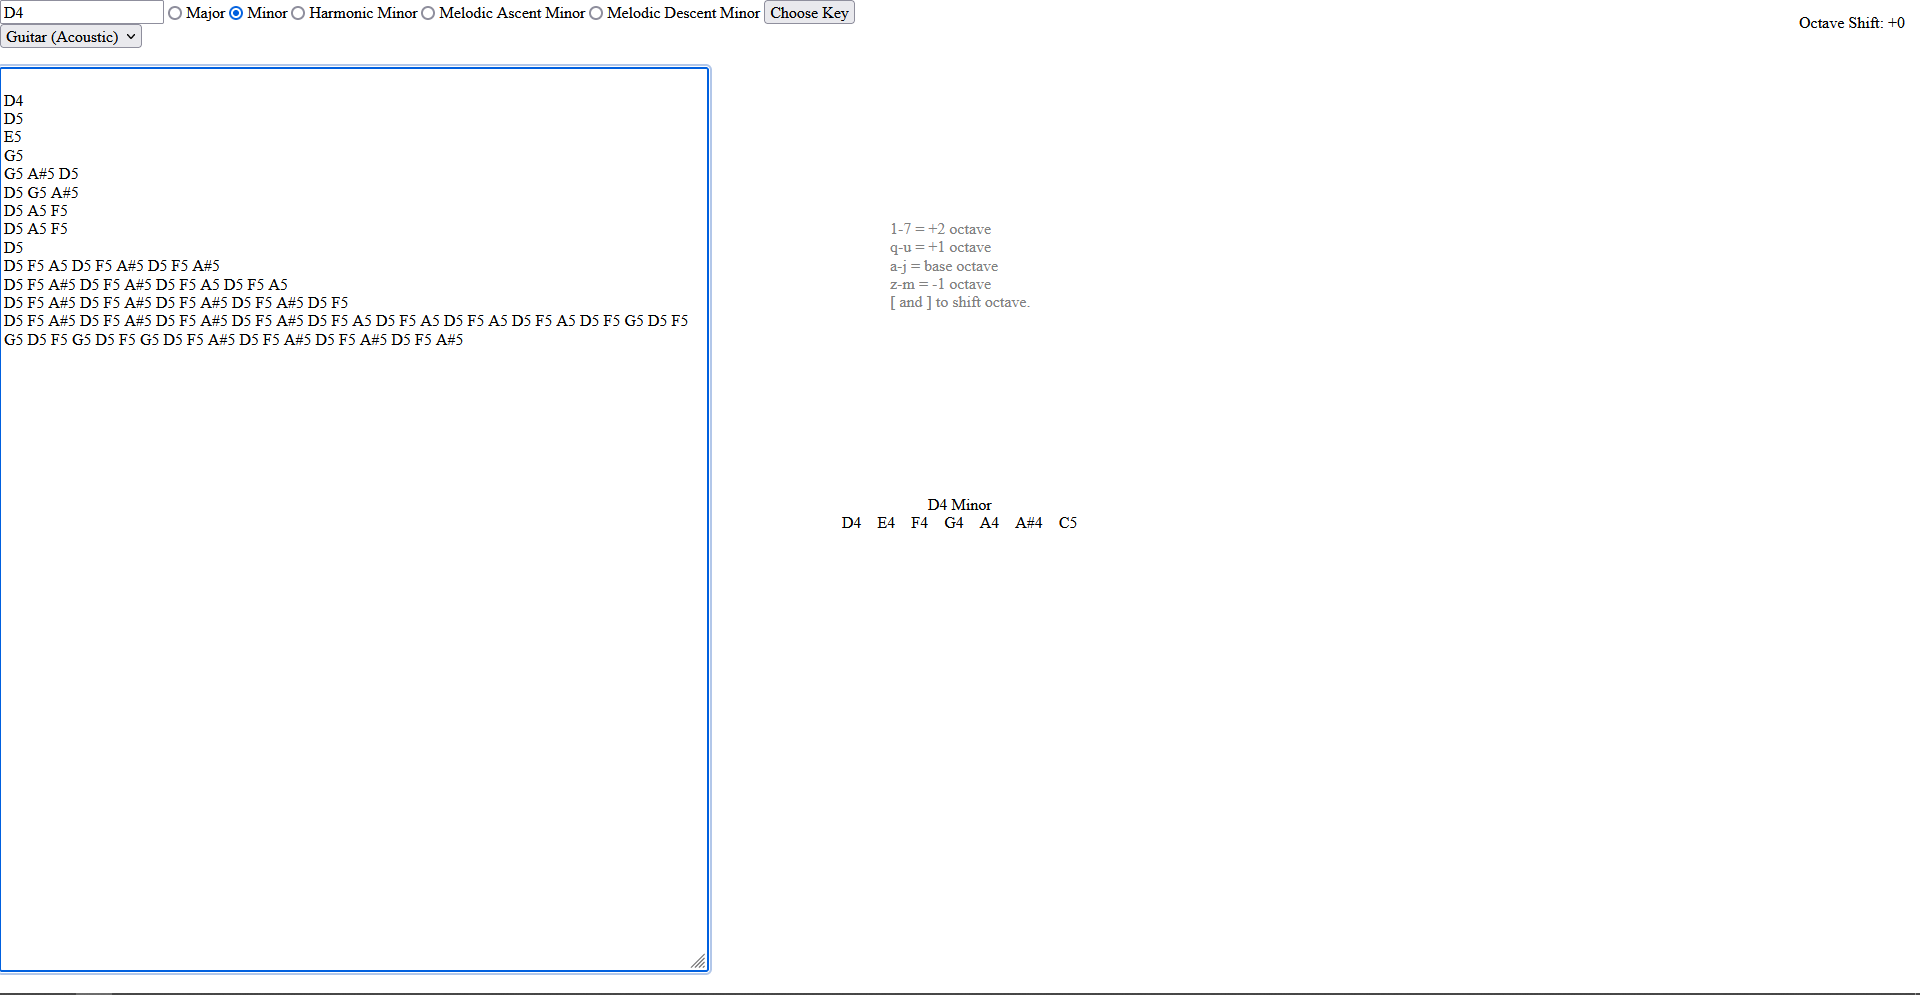 D4 Major Minor Harmonic Minor Melodic Ascent Minor Melodic Descent Minor Choose Key
Octave Shift: +0
Guitar (Acoustic)
D4
D5
E5
G5
G5 A#5 D5
D5 G5 A#5
D5 A5 F5
D5 A5 F5
D5
D5 F5 A5 D5 F5 A#5 D5 F5 A#5
D5 F5 A#5 D5 F5 A#5 D5 F5 A5 D5 F5 A5
D5 F5 A#5 D5 F5 A#5 D5 F5 A#5 D5 F5 A#5 D5 F5
D5 F5 A#5 D5 F5 A#5 D5 F5 A#5 D5 F5 A#5 D5 F5 A5 D5 F5 A5 D5 F5 A5 D5 F5 A5 D5 F5 G5 D5 F5
G5 D5 F5 G5 D5 F5 G5 D5 F5 A#5 D5 F5 A#5 D5 F5 A#5 D5 F5 A#5
1-7 = +2 octave
q-u = +1 octave
a-j = base octave
z-m = -1 octave
[ and ] to shift octave.
D4 Minor
D4 E4 F4 G4 A4 A#4 C5